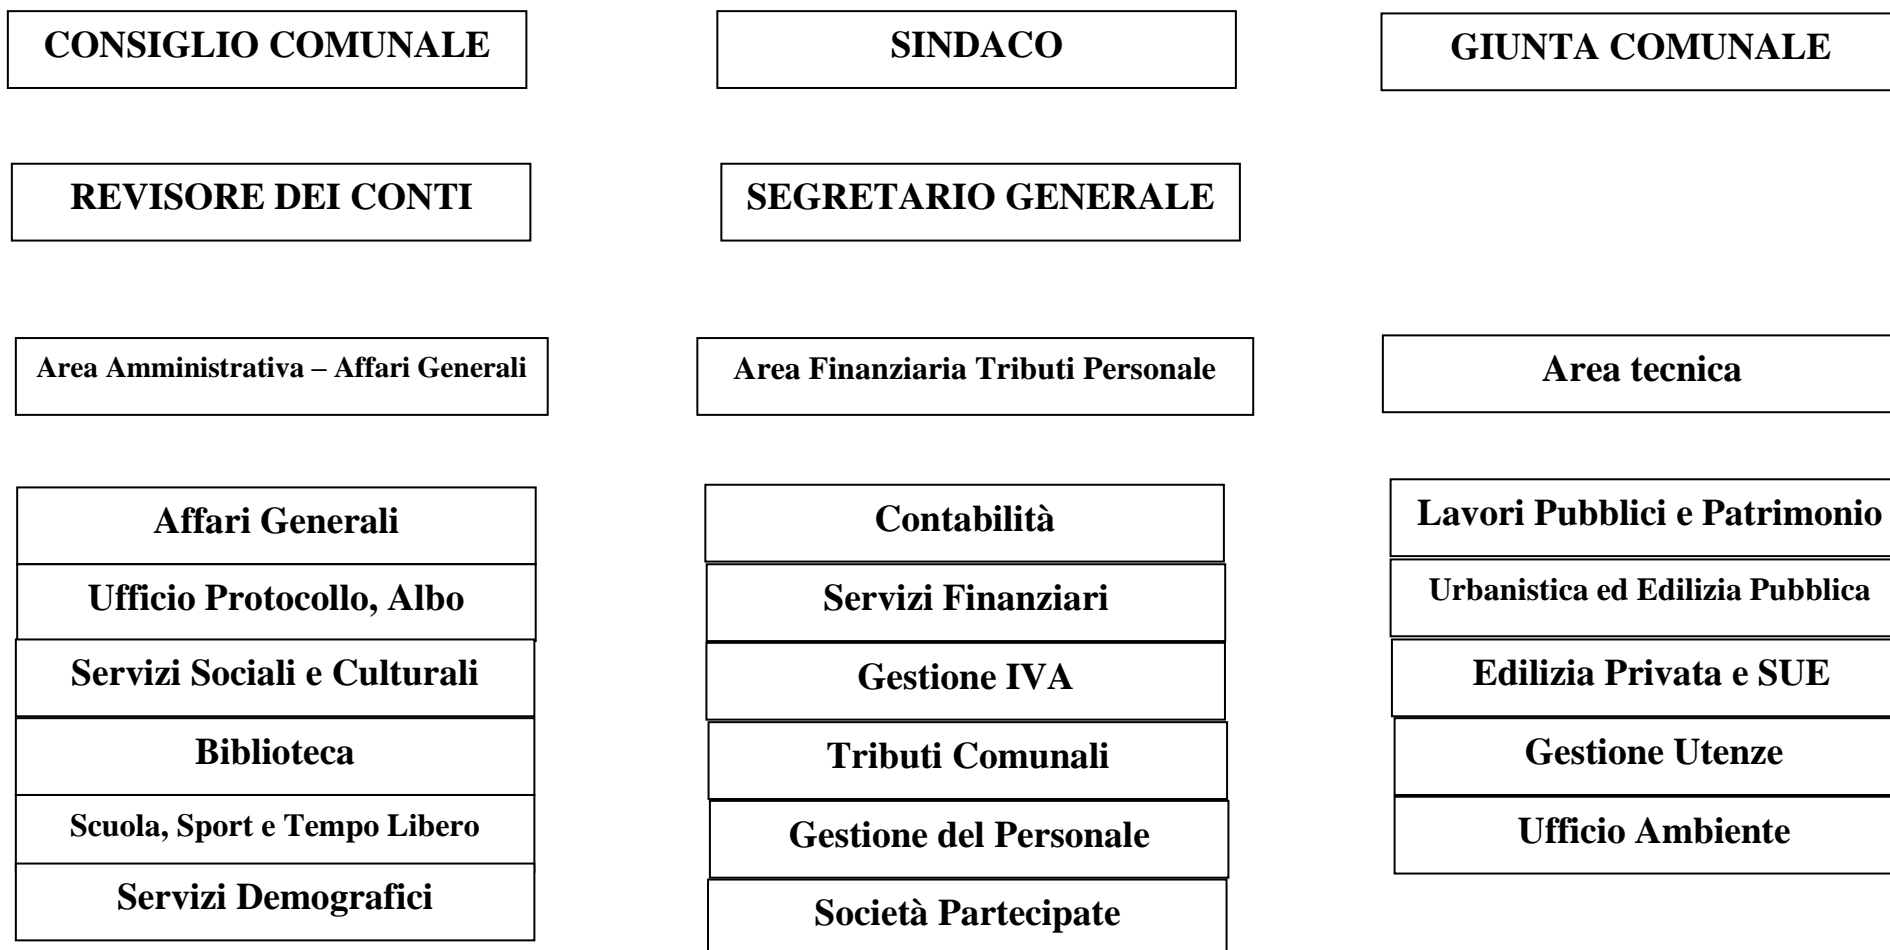 CONSIGLIO COMUNALE
SINDACO
GIUNTA COMUNALE
REVISORE DEI CONTI
SEGRETARIO GENERALE
Area Amministrativa – Affari Generali
Area Finanziaria Tributi Personale
Area tecnica
Affari Generali
Ufficio Protocollo, Albo
Servizi Sociali e Culturali
Biblioteca
Scuola, Sport e Tempo Libero
Servizi Demografici
Contabilità
Servizi Finanziari
Gestione IVA
Tributi Comunali
Gestione del Personale
Società Partecipate
Lavori Pubblici e Patrimonio
Urbanistica ed Edilizia Pubblica
Edilizia Privata e SUE
Gestione Utenze
Ufficio Ambiente